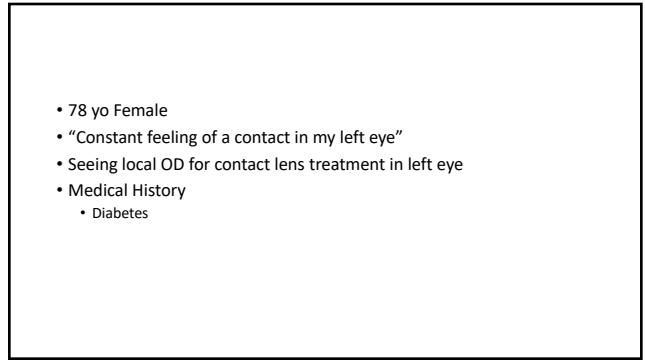 • 78 yo Female
• “Constant feeling of a contact in my left eye”
• Seeing local OD for contact lens treatment in left eye
• Medical History
• Diabetes